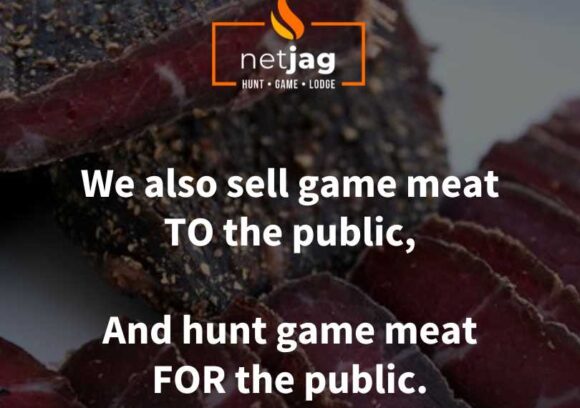 netjag
HUNT • GAME • LODGE
We also sell game meat
TO the public,
And hunt game meat
FOR the public.